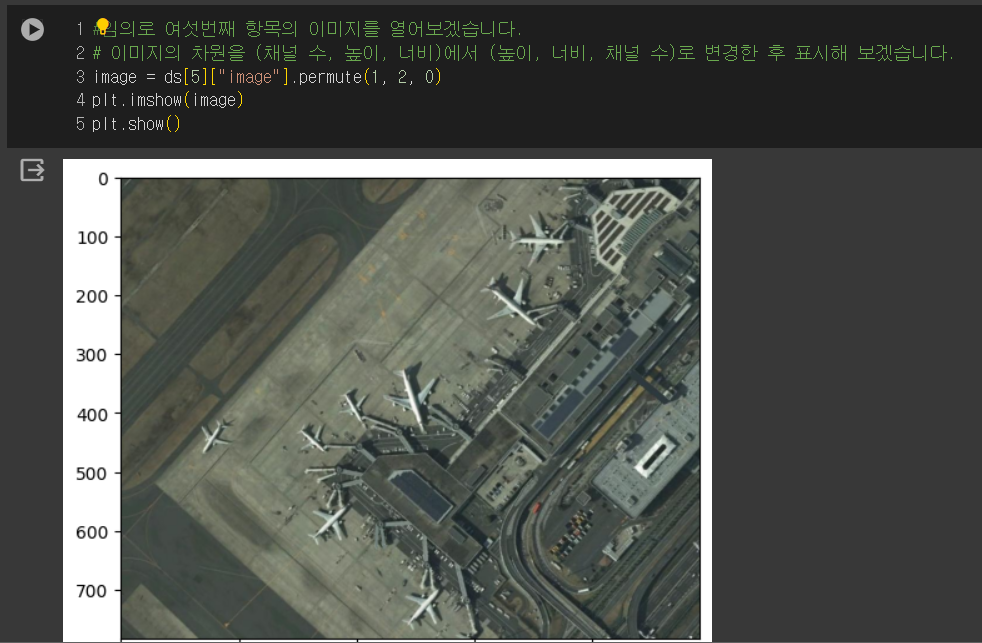 1 #임의로 여섯번째 항목의 이미지를 열어보겠습니다.
2 # 이미지의 차원을 (채널 수, 높이, 너비)에서 (높이, 너비, 채널 수)로 변경한 후 표시해 보겠습니다.
3 image = ds[5]["image"].permute(1, 2, 0)
4 plt.imshow(image)
5 plt.show()
0
100
200
300
400
500
600
700